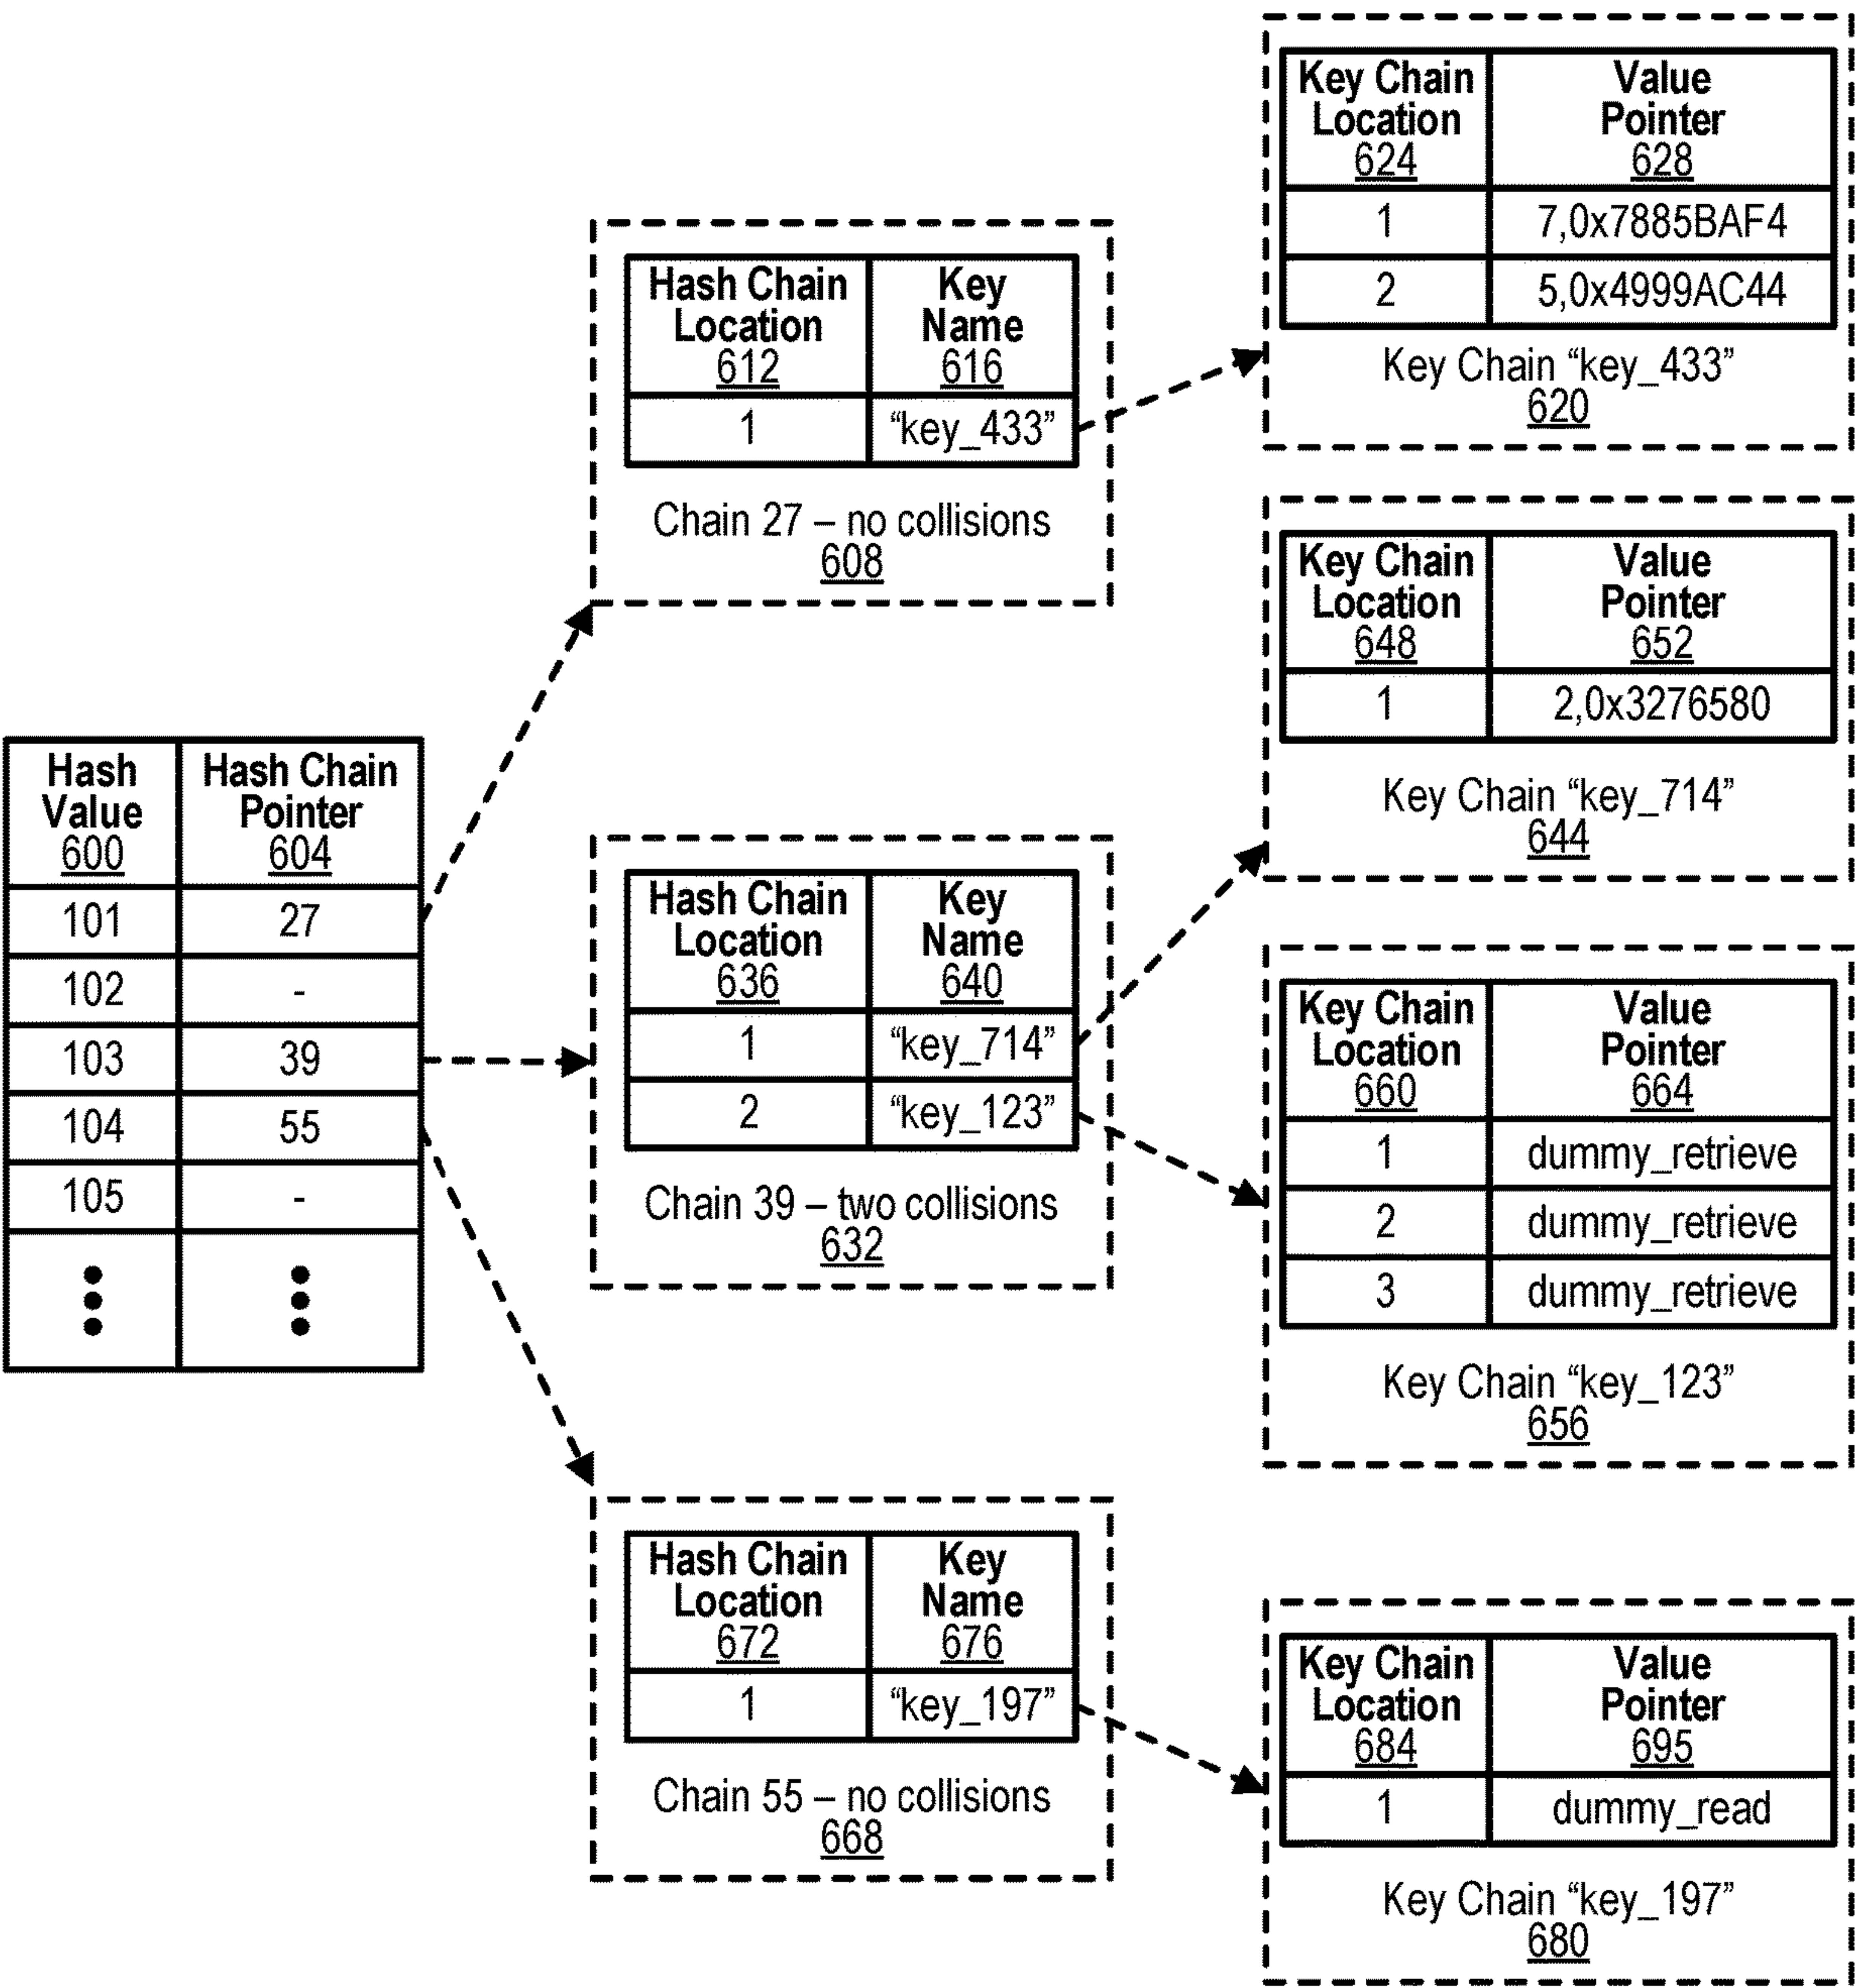 Hash Value 600 | Hash Chain Pointer 604
101 | 27
102 | -
103 | 39
104 | 55
105 | -
Hash Chain Location 612 | Key Name 616
1 | “key_433”
Chain 27 – no collisions
608
Hash Chain Location 636 | Key Name 640
1 | “key_714”
2 | “key_123”
Chain 39 – two collisions
632
Hash Chain Location 672 | Key Name 676
1 | “key_197”
Chain 55 – no collisions
668
Key Chain Location 624 | Value Pointer 628
1 | 7,0x7885BAF4
2 | 5,0x4999AC44
Key Chain “key_433”
620
Key Chain Location 648 | Value Pointer 652
1 | 2,0x3276580
Key Chain “key_714”
644
Key Chain Location 660 | Value Pointer 664
1 | dummy_retrieve
2 | dummy_retrieve
3 | dummy_retrieve
Key Chain “key_123”
656
Key Chain Location 684 | Value Pointer 695
1 | dummy_read
Key Chain “key_197”
680